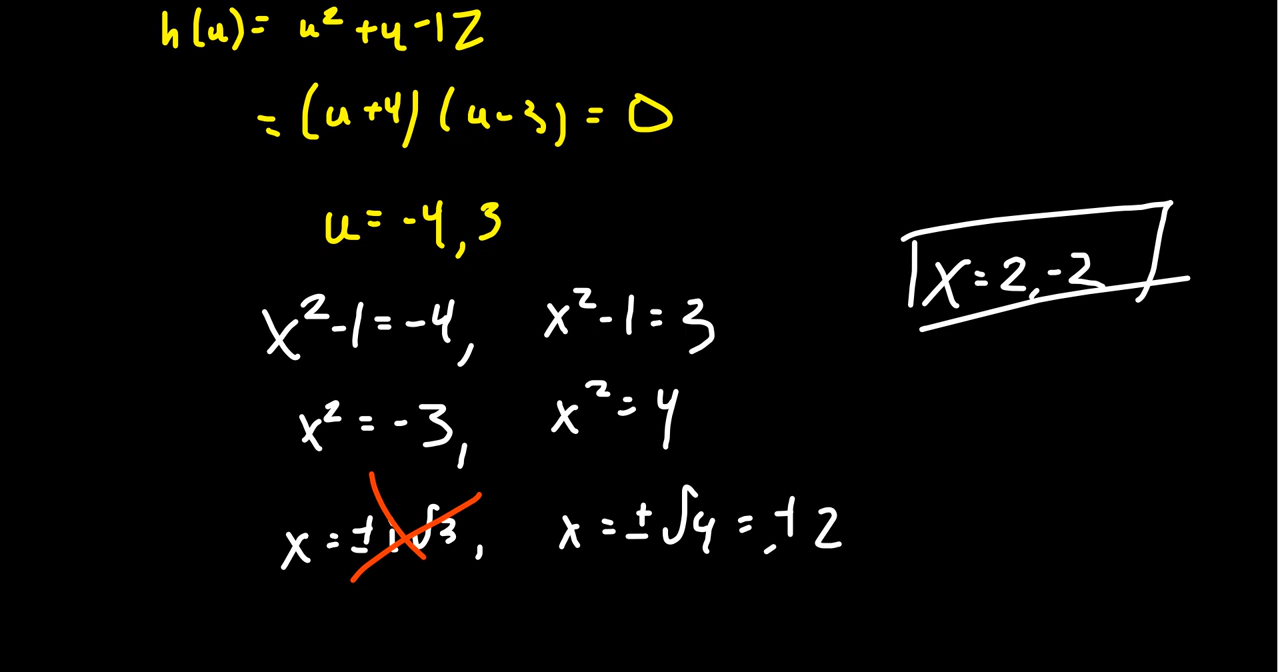 h(u) = u² + u - 12
= (u+4)(u-3) = 0
u = -4, 3
x² - 1 = -4, x² - 1 = 3
x² = -3, x² = 4
x = ± i√3, x = ±√4 = ± 2
x = 2, -2